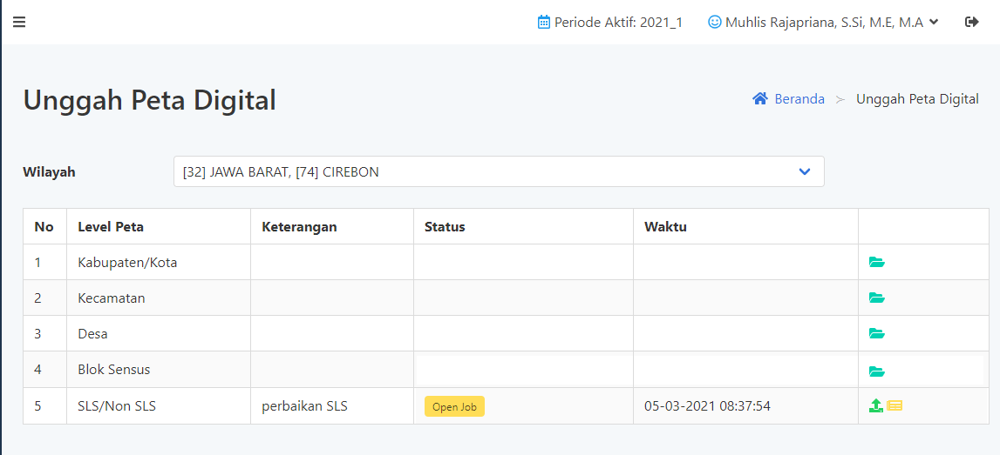 Periode Aktif: 2021_1 Muhlis Rajapriana, S.Si, M.E, M.A
Unggah Peta Digital
Beranda > Unggah Peta Digital
Wilayah [32] JAWA BARAT, [74] CIREBON
No Level Peta Keterangan Status Waktu
1 Kabupaten/Kota
2 Kecamatan
3 Desa
4 Blok Sensus
5 SLS/Non SLS perbaikan SLS Open Job 05-03-2021 08:37:54